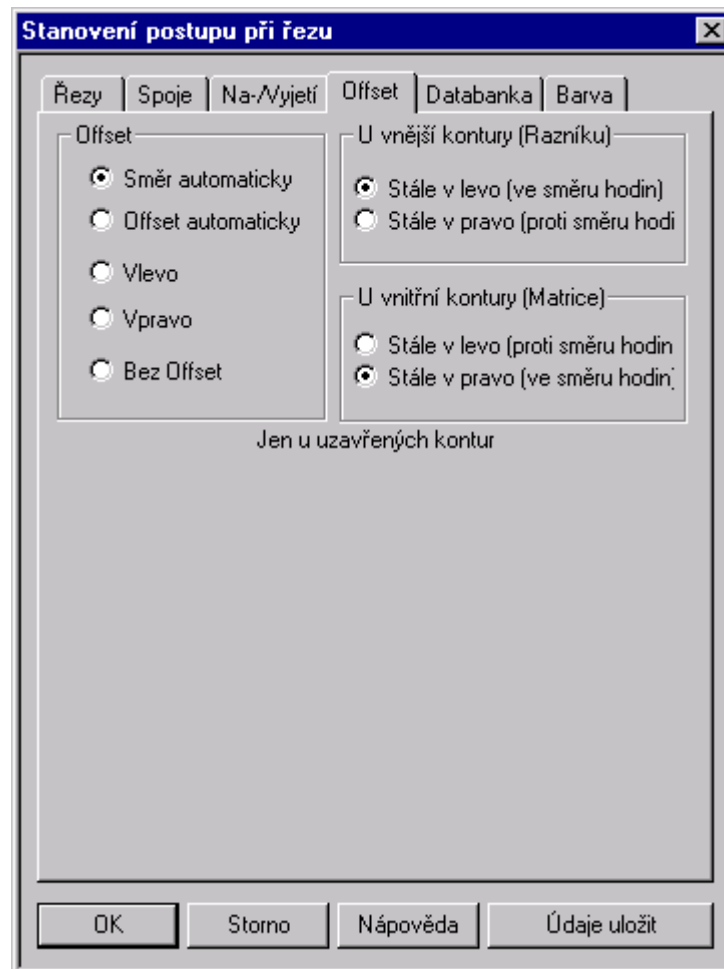 Stanovení postupu při řezu
Řezy Spoje Na-/Vyjetí Offset Databanka Barva
Offset
Směr automaticky
Offset automaticky
Vlevo
Vpravo
Bez Offset
U vnější kontury (Razníku)
Stále v levo (ve směru hodin)
Stále v pravo (proti směru hodi
U vnitřní kontury (Matrice)
Stále v levo (proti směru hodin
Stále v pravo (ve směru hodin)
Jen u uzavřených kontur
OK Storno Nápověda Údaje uložit